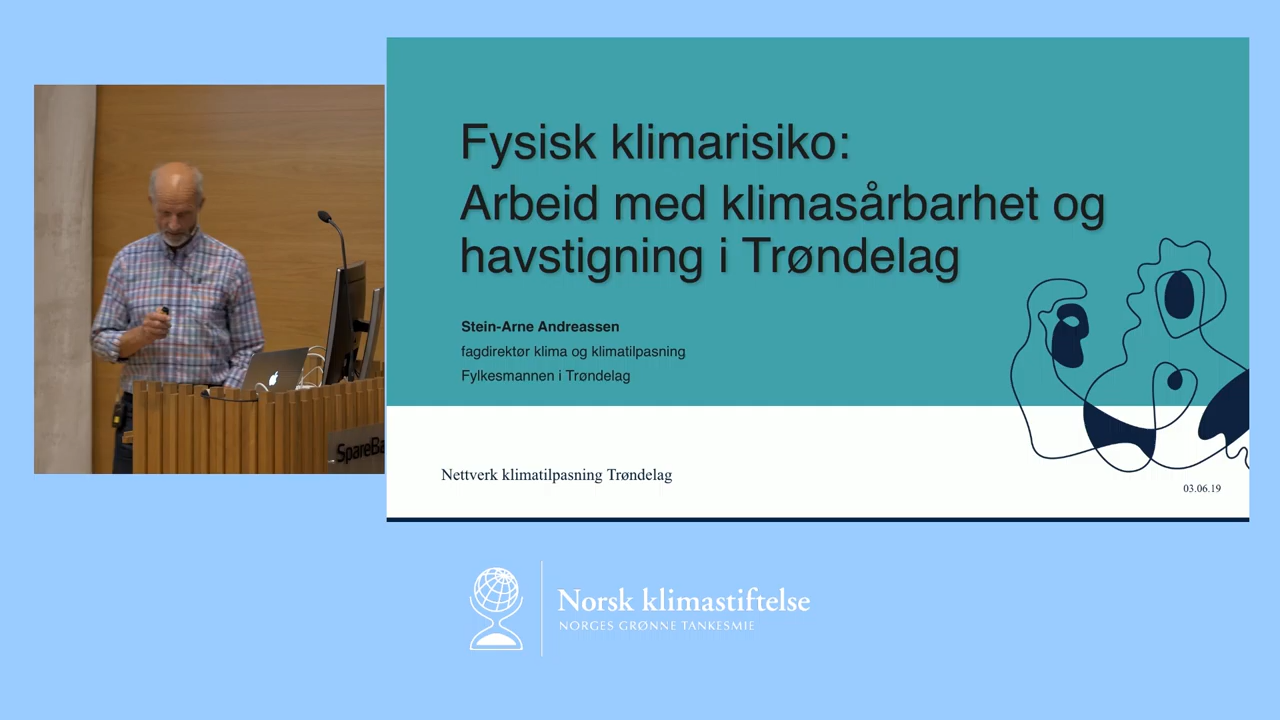 Fysisk klimarisiko:
Arbeid med klimasårbarhet og
havstigning i Trøndelag
Stein-Arne Andreassen
fagdirektør klima og klimatilpasning
Fylkesmannen i Trøndelag
Nettverk klimatilpasning Trøndelag
03.06.19
SpareBa
Norsk klimastiftelse
NORGES GRØNNE TANKESMIE